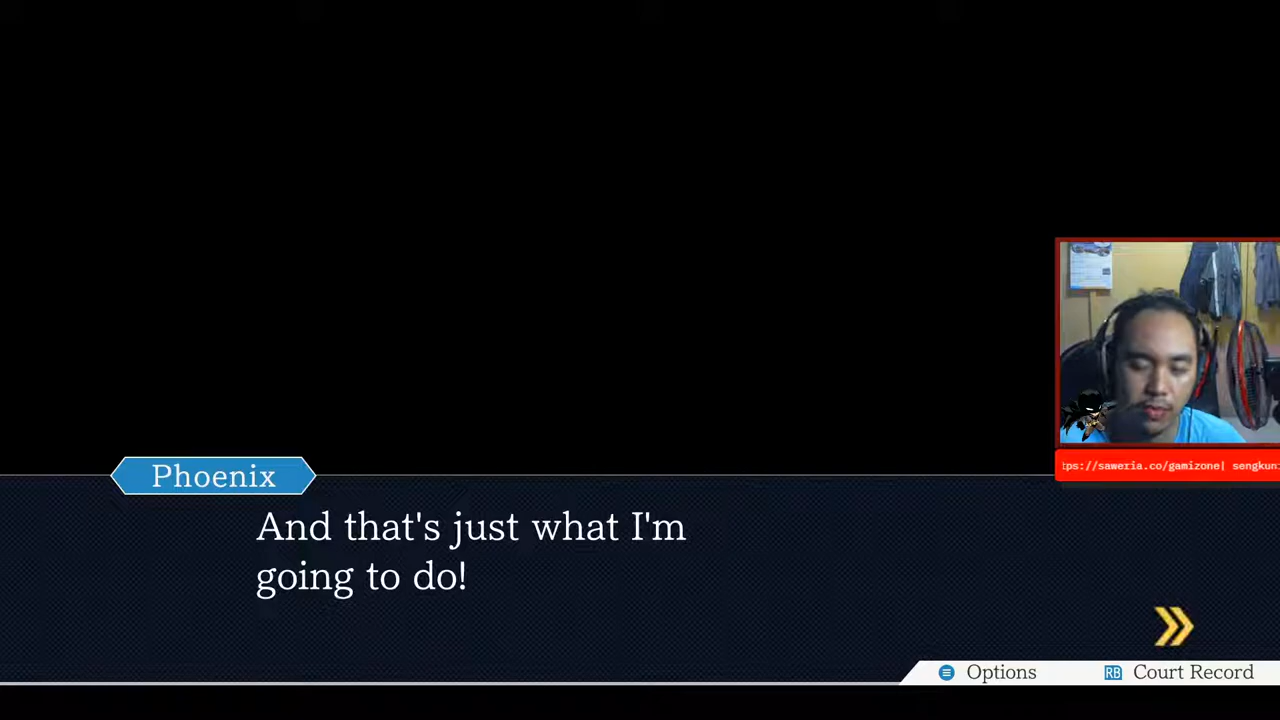 tps://saweria.co/gamizone| sengkun
Phoenix
And that's just what I'm
going to do!
Options
RB Court Record